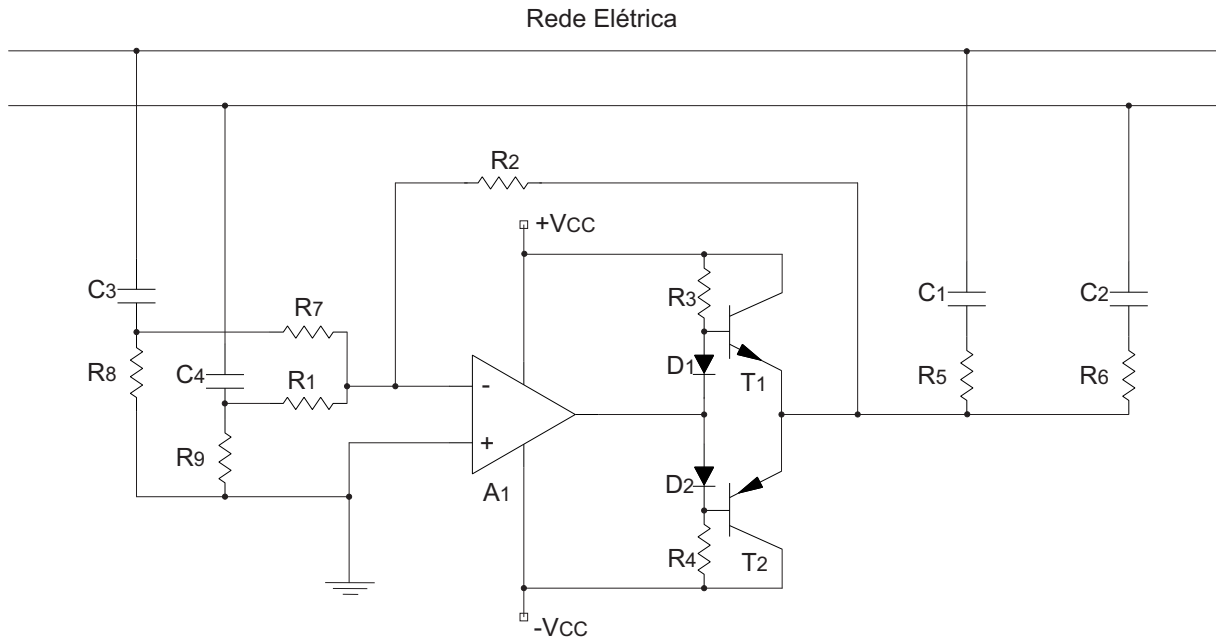 Rede Elétrica
R2
+VCC
C3
R7
R3
C1
C2
R8
C4
R1
D1
T1
R5
R6
-
+
R9
A1
D2
R4
T2
-VCC